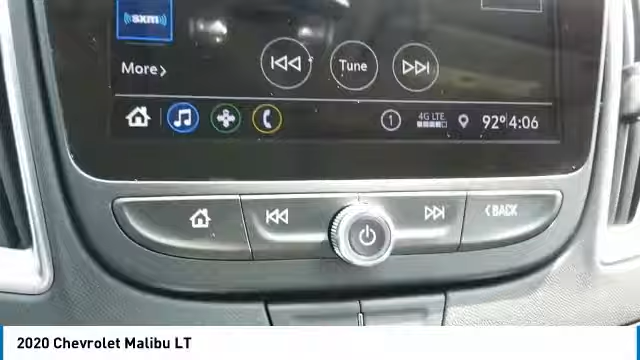 sxm
Tune
More
1 4G LTE 92° 4:06
BACK
2020 Chevrolet Malibu LT